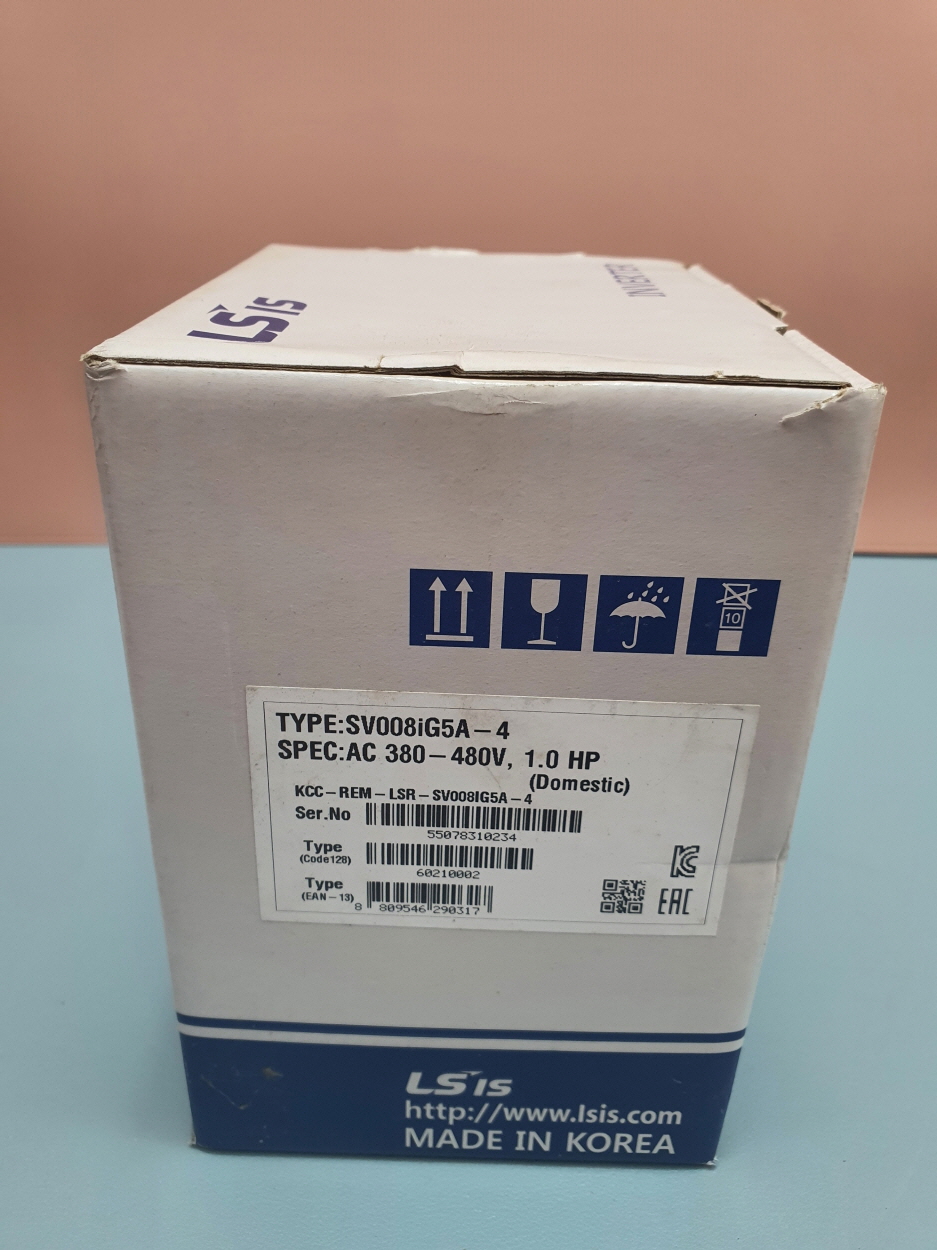 LSIS
INVERTER
10
TYPE:SV008iG5A-4
SPEC:AC 380-480V, 1.0 HP
(Domestic)
KCC-REM-LSR-SV008IG5A-4
Ser.No
55078310234
Type
(Code128)
60210002
Type
(EAN-13)
8 809546 290317
EAC
LSIS
http://www.lsis.com
MADE IN KOREA